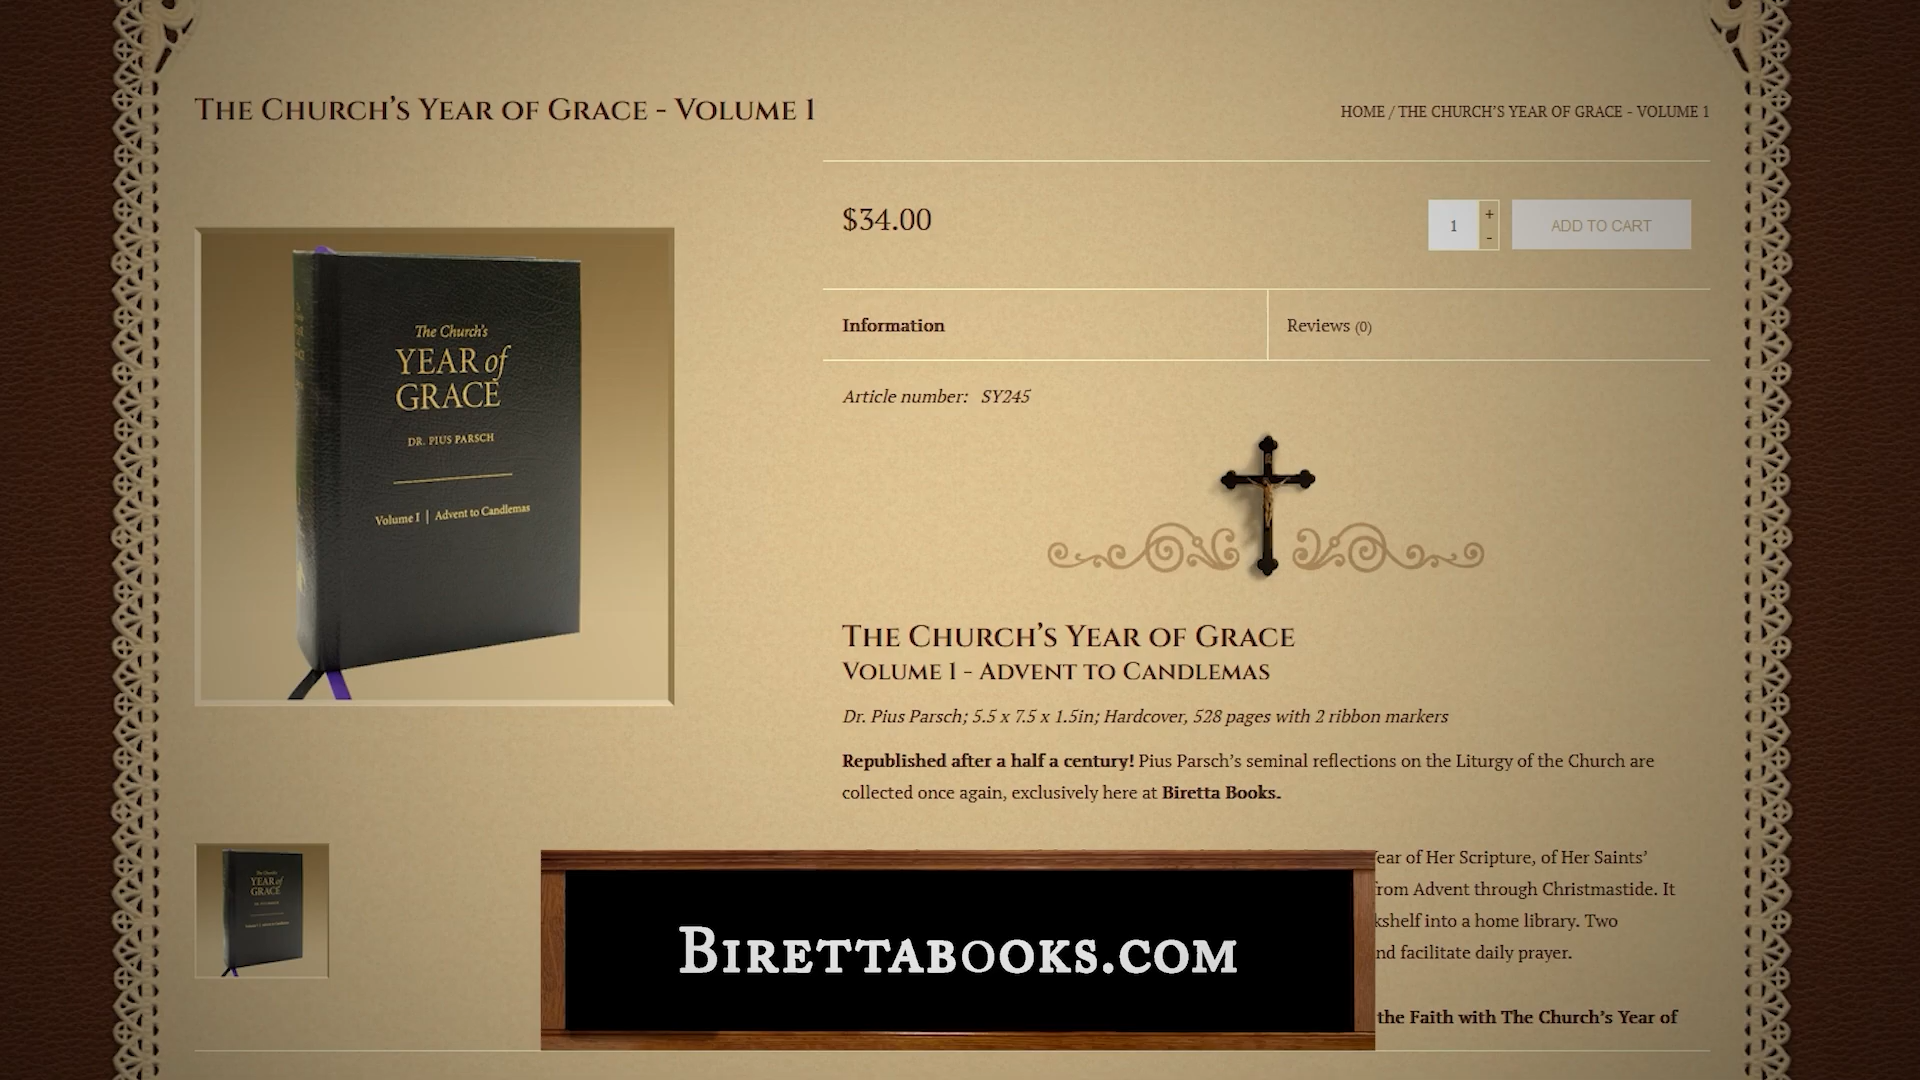 The Church's Year of Grace - Volume 1
HOME / THE CHURCH'S YEAR OF GRACE - VOLUME 1
$34.00
1
+
-
ADD TO CART
The Church's
YEAR of
GRACE
DR. PIUS PARSCH
Volume I | Advent to Candlemas
Information
Reviews (0)
Article number: SY245
The Church's Year of Grace
Volume 1 - Advent to Candlemas
Dr. Pius Parsch; 5.5 x 7.5 x 1.5in; Hardcover, 528 pages with 2 ribbon markers
Republished after a half a century! Pius Parsch's seminal reflections on the Liturgy of the Church are
collected once again, exclusively here at Biretta Books.
The Church's
YEAR of
GRACE
ear of Her Scripture, of Her Saints'
from Advent through Christmastide. It
kshelf into a home library. Two
nd facilitate daily prayer.
the Faith with The Church's Year of
Birettabooks.com